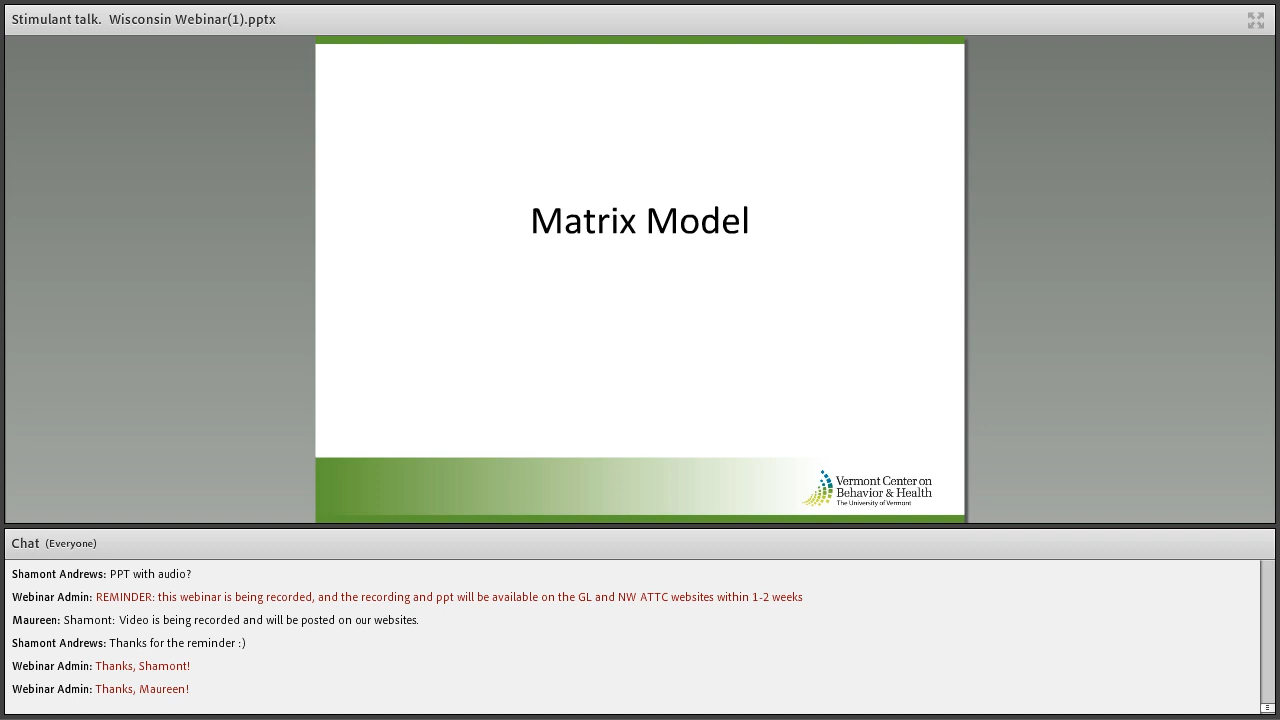 Stimulant talk.  Wisconsin Webinar(1).pptx
Matrix Model
Vermont Center on
Behavior & Health
The University of Vermont
Chat (Everyone)
Shamont Andrews: PPT with audio?
Webinar Admin: REMINDER: this webinar is being recorded, and the recording and ppt will be available on the GL and NW ATTC websites within 1-2 weeks
Maureen: Shamont: Video is being recorded and will be posted on our websites.
Shamont Andrews: Thanks for the reminder :)
Webinar Admin: Thanks, Shamont!
Webinar Admin: Thanks, Maureen!